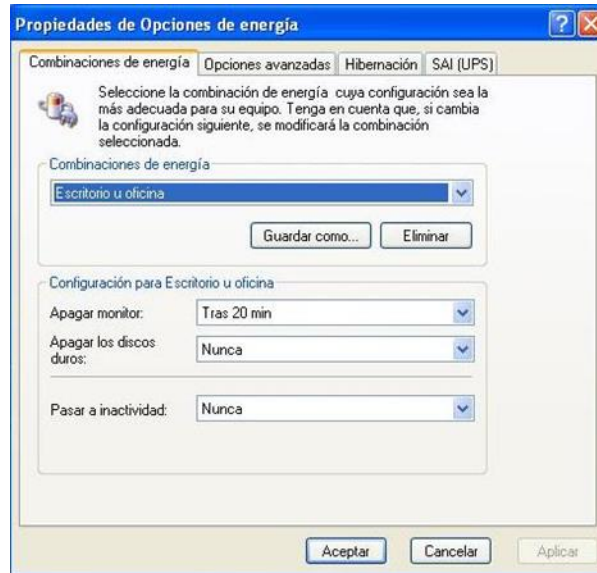 Propiedades de Opciones de energía
Combinaciones de energía Opciones avanzadas Hibernación SAI (UPS)
Seleccione la combinación de energía cuya configuración sea la
más adecuada para su equipo. Tenga en cuenta que, si cambia
la configuración siguiente, se modificará la combinación
seleccionada.
Combinaciones de energía
Escritorio u oficina
Guardar como... Eliminar
Configuración para Escritorio u oficina
Apagar monitor: Tras 20 min
Apagar los discos
duros: Nunca
Pasar a inactividad: Nunca
Aceptar Cancelar Aplicar